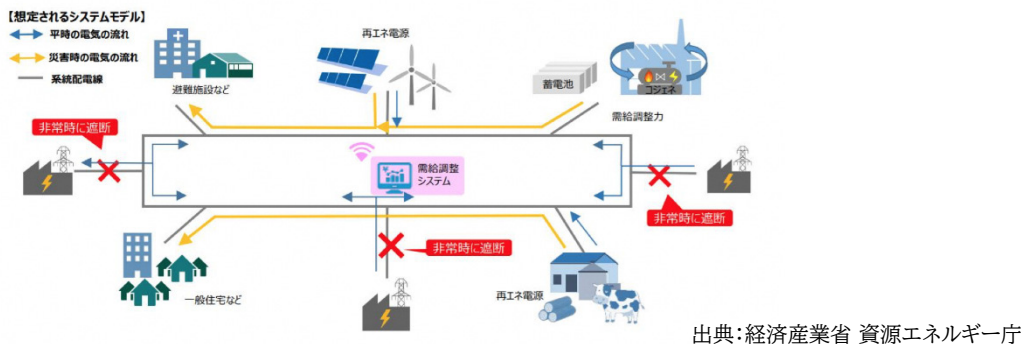 【想定されるシステムモデル】
平時の電気の流れ
災害時の電気の流れ
系統配電線
避難施設など
再エネ電源
蓄電池
コジェネ
需給調整力
非常時に遮断
需給調整
システム
非常時に遮断
非常時に遮断
一般住宅など
再エネ電源
出典：経済産業省 資源エネルギー庁